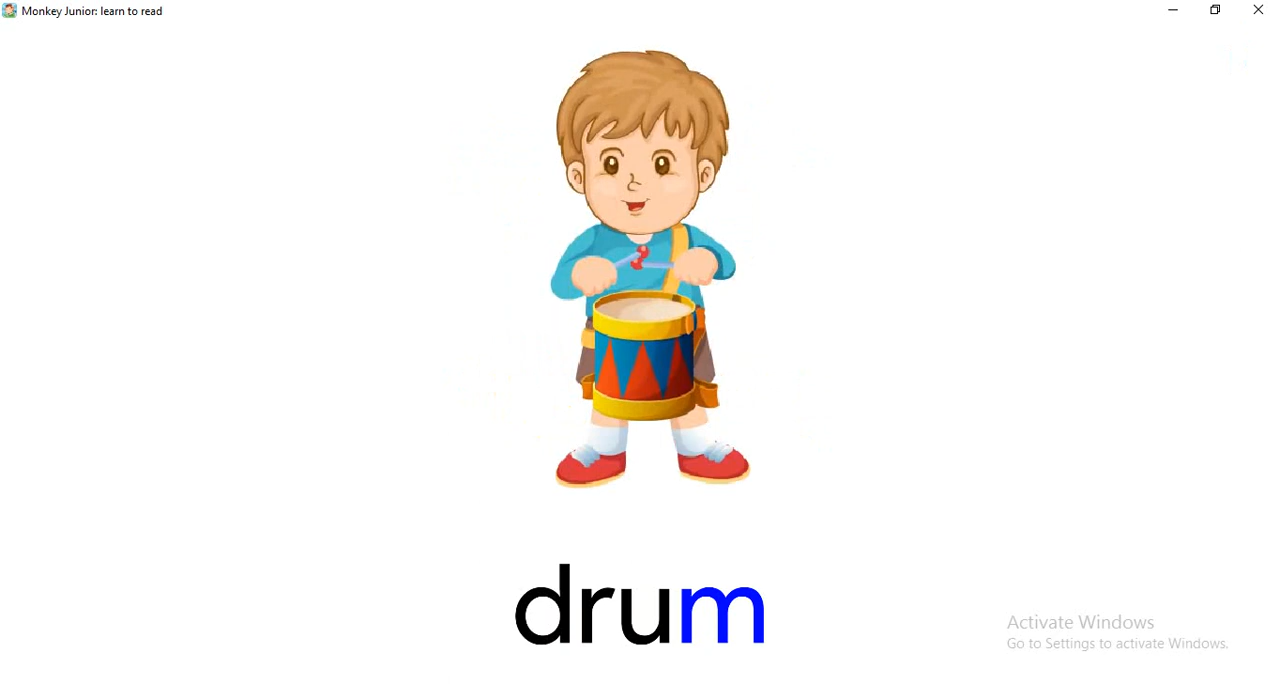 Monkey Junior: learn to read
drum
Activate Windows
Go to Settings to activate Windows.